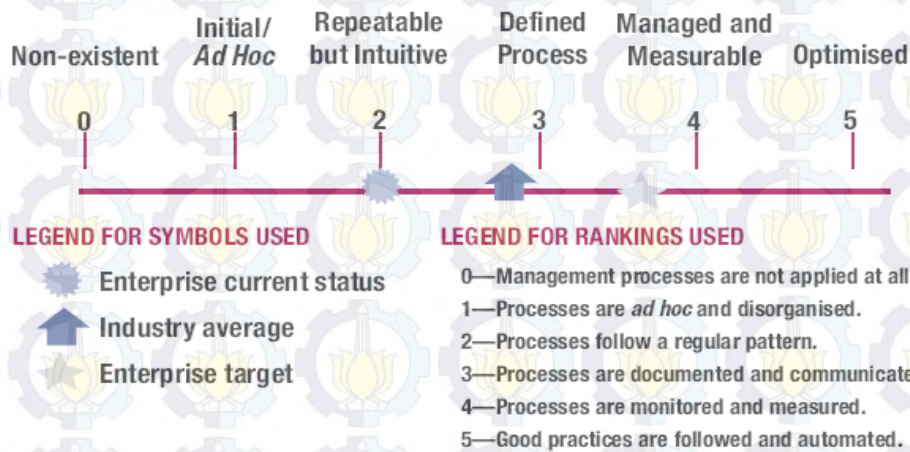 Non-existent
Initial/
Ad Hoc
Repeatable
but Intuitive
Defined
Process
Managed and
Measurable
Optimised
0
1
2
3
4
5
LEGEND FOR SYMBOLS USED
Enterprise current status
Industry average
Enterprise target
LEGEND FOR RANKINGS USED
0—Management processes are not applied at all
1—Processes are ad hoc and disorganised.
2—Processes follow a regular pattern.
3—Processes are documented and communicate
4—Processes are monitored and measured.
5—Good practices are followed and automated.